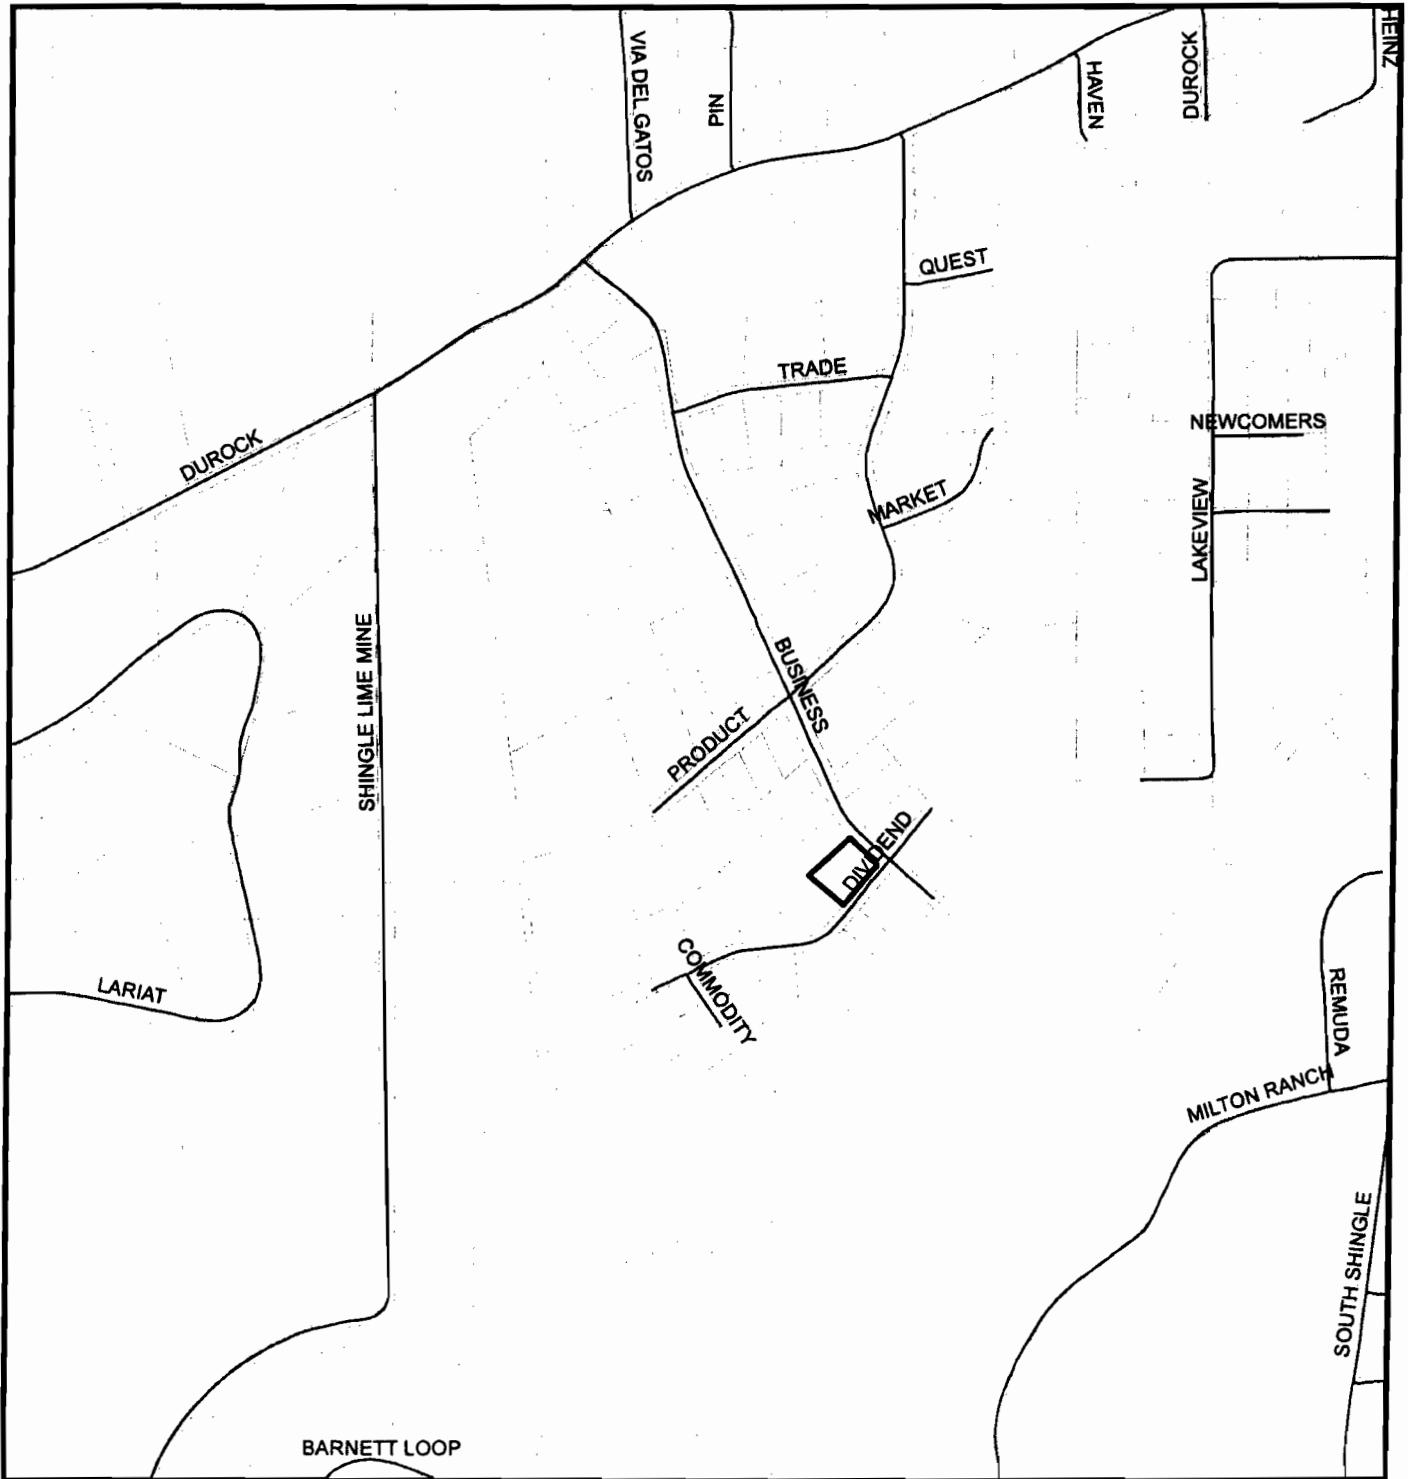 HEINZ
VIA DEL GATOS
PIN
HAVEN
DUROCK
QUEST
TRADE
NEWCOMERS
DUROCK
MARKET
LAKEVIEW
SHINGLE LIME MINE
BUSINESS
PRODUCT
DIVIDEND
COMMODITY
LARIAT
REMUDA
MILTON RANCH
SOUTH SHINGLE
BARNETT LOOP